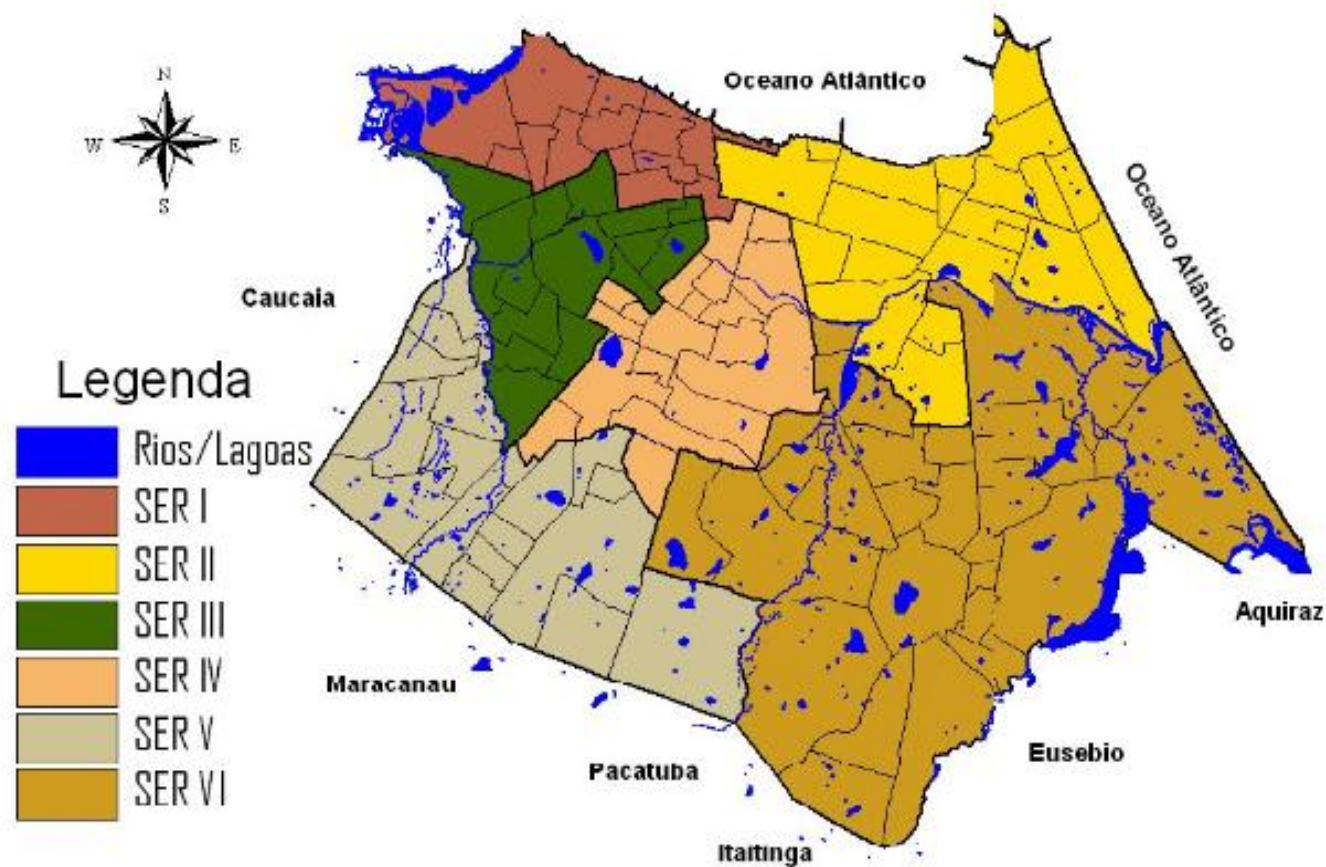 N
W E
S
Oceano Atlântico
Oceano Atlântico
Caucaia
Legenda
Rios/Lagoas
SER I
SER II
SER III
SER IV
SER V
SER VI
Maracanau
Pacatuba
Itaitinga
Eusebio
Aquiraz